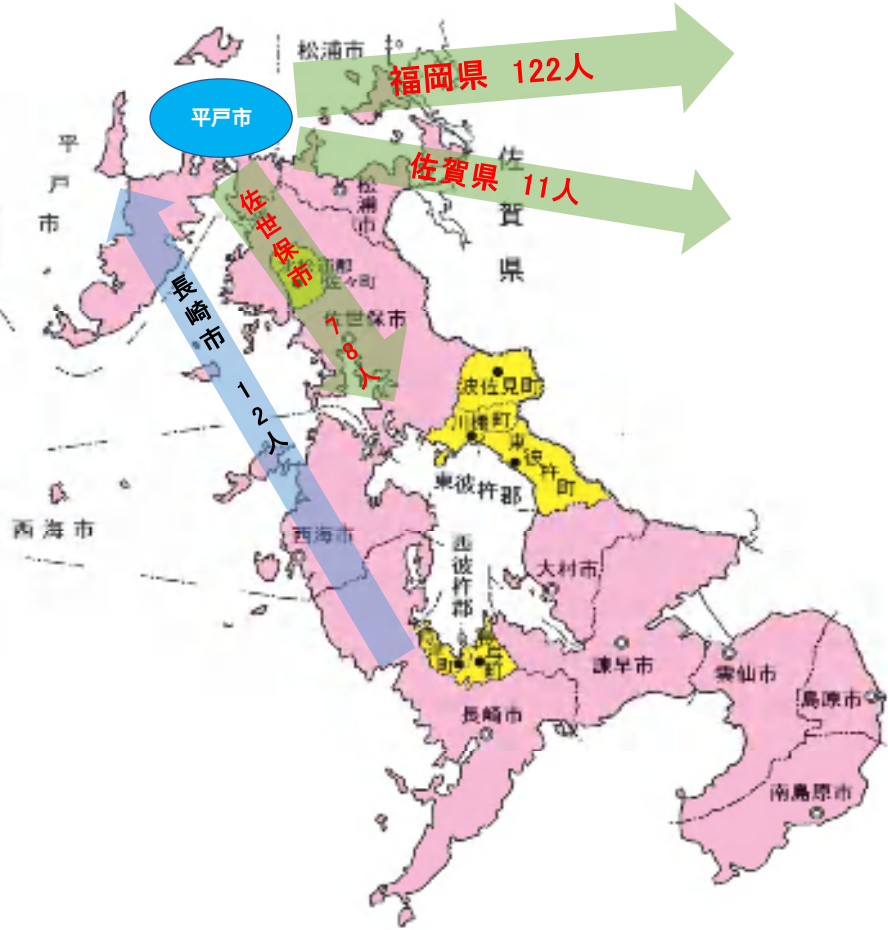 松浦市
福岡県 122人
平戸市
平戸市
佐賀県 11人
佐賀県
松浦市
佐世保市 78人
佐々町
佐世保市
長崎市 12人
波佐見町
川棚町
東彼杵町
東彼杵郡
西海市
西海市
西彼杵郡
大村市
諫早市
雲仙市
島原市
長崎市
南島原市